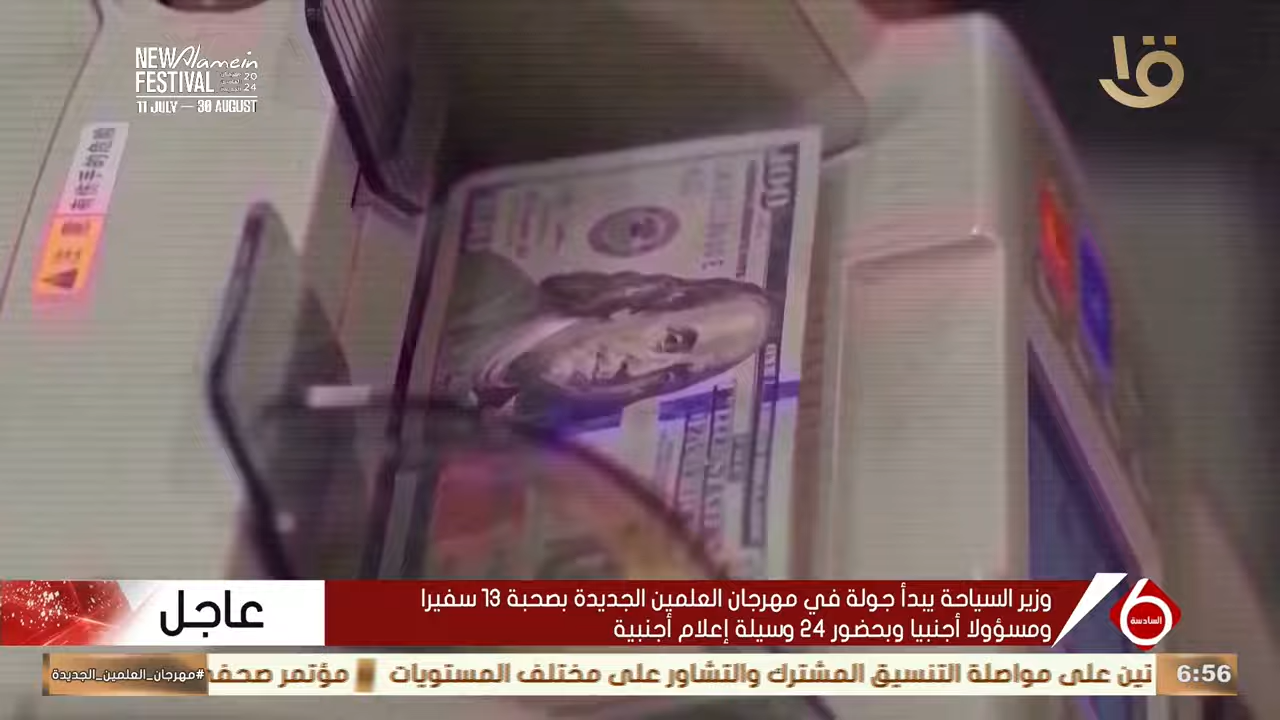 NEW Alamein
FESTIVAL 2024
11 JULY — 30 AUGUST
100
عاجل
وزير السياحة يبدأ جولة في مهرجان العلمين الجديدة بصحبة 13 سفيرا
ومسؤولا أجنبيا وبحضور 24 وسيلة إعلام أجنبية
السادسة
6:56
تين على مواصلة التنسيق المشترك والتشاور على مختلف المستويات
مؤتمر صحف
#مهرجان_العلمين_الجديدة